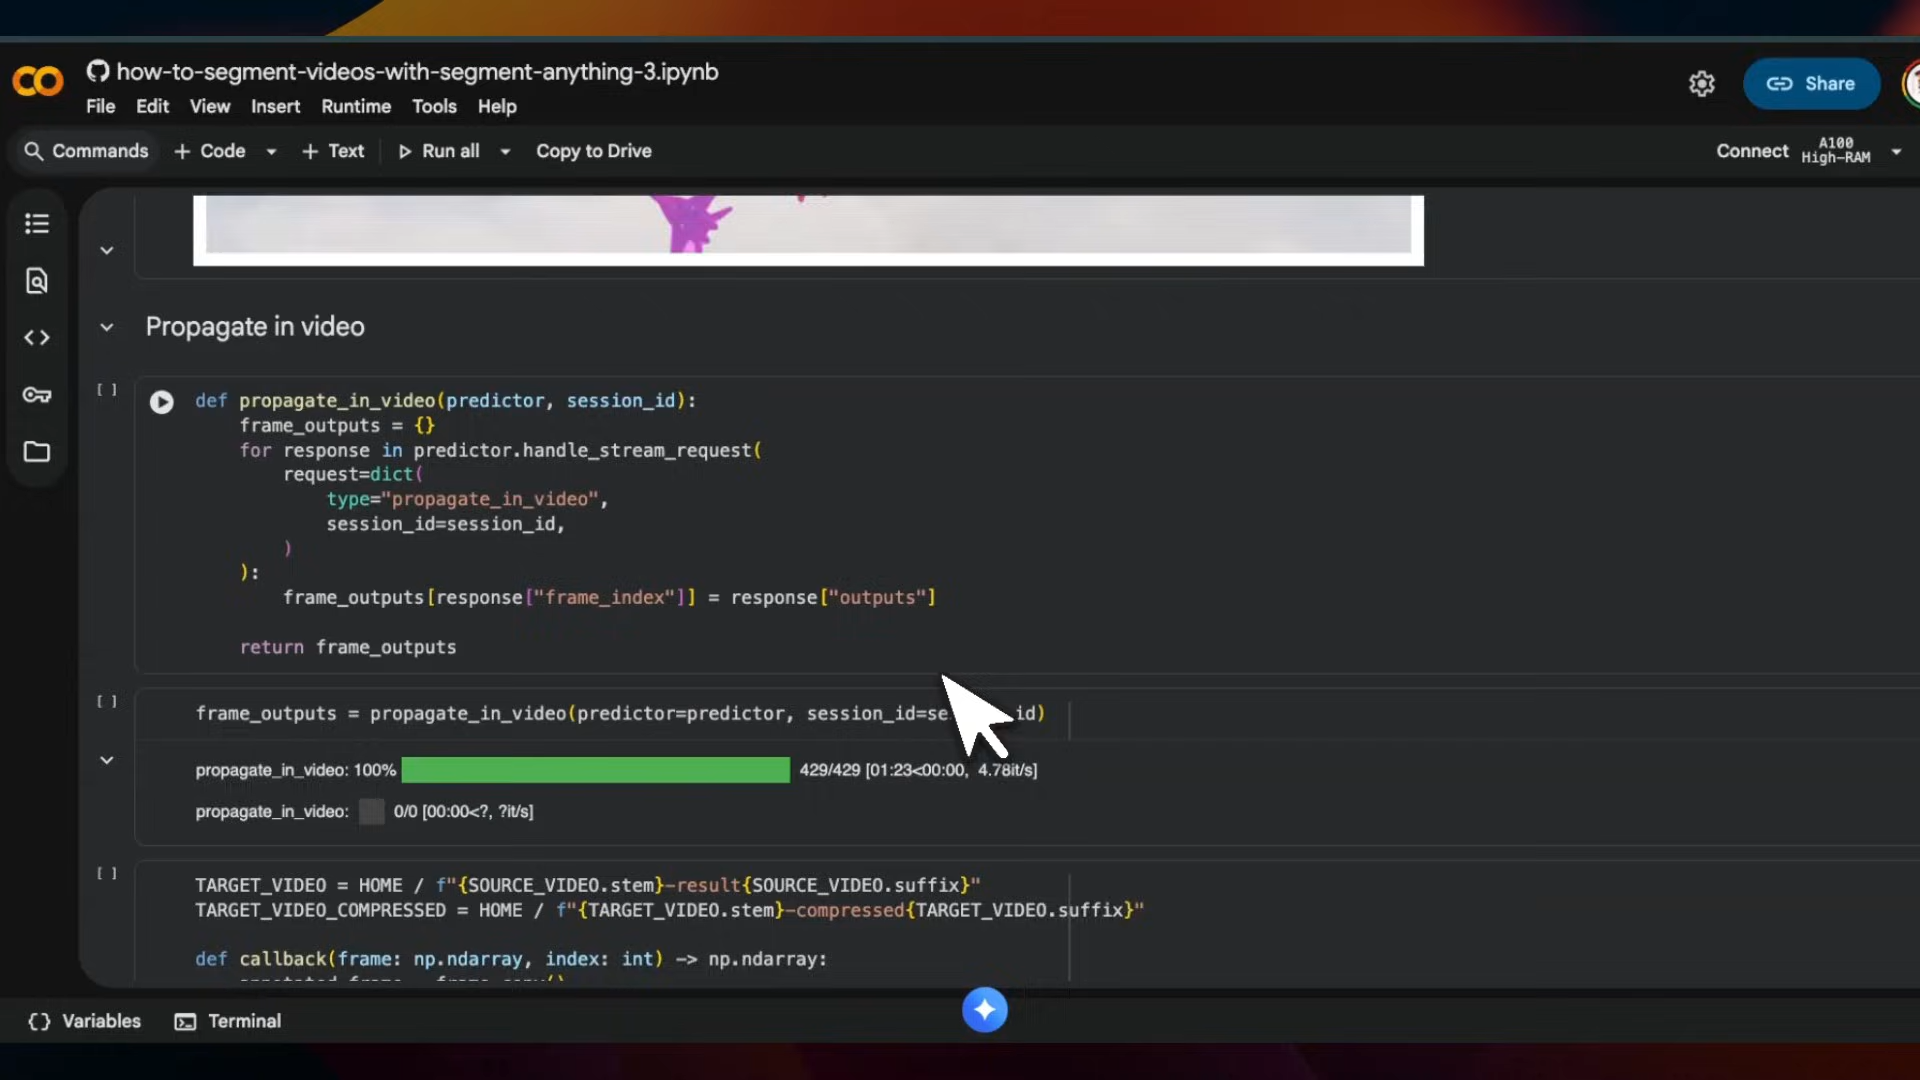 how-to-segment-videos-with-segment-anything-3.ipynb
File Edit View Insert Runtime Tools Help
Share
Commands + Code + Text Run all Copy to Drive
Connect A100 High-RAM
Propagate in video
[ ] def propagate_in_video(predictor, session_id):
frame_outputs = {}
for response in predictor.handle_stream_request(
request=dict(
type="propagate_in_video",
session_id=session_id,
)
):
frame_outputs[response["frame_index"]] = response["outputs"]
return frame_outputs
[ ] frame_outputs = propagate_in_video(predictor=predictor, session_id=se id)
propagate_in_video: 100% 429/429 [01:23<00:00, 4.78it/s]
propagate_in_video: 0/0 [00:00<?, ?it/s]
[ ] TARGET_VIDEO = HOME / f"{SOURCE_VIDEO.stem}-result{SOURCE_VIDEO.suffix}"
TARGET_VIDEO_COMPRESSED = HOME / f"{TARGET_VIDEO.stem}-compressed{TARGET_VIDEO.suffix}"
def callback(frame: np.ndarray, index: int) -> np.ndarray:
Variables Terminal